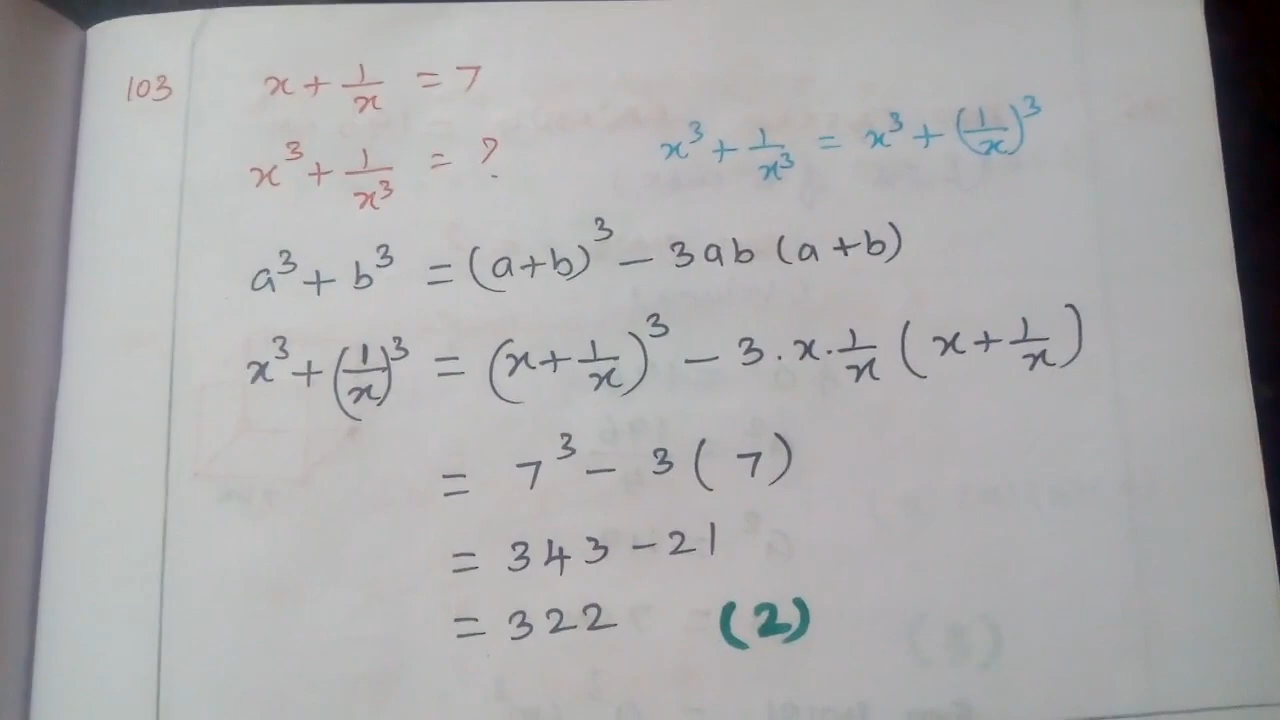 103 x + 1/x = 7
x³ + 1/x³ = ? x³ + 1/x³ = x³ + (1/x)³
a³ + b³ = (a+b)³ – 3ab (a+b)
x³ + (1/x)³ = (x + 1/x)³ – 3 . x . 1/x ( x + 1/x )
= 7³ – 3 ( 7 )
= 343 – 21
= 322 (2)